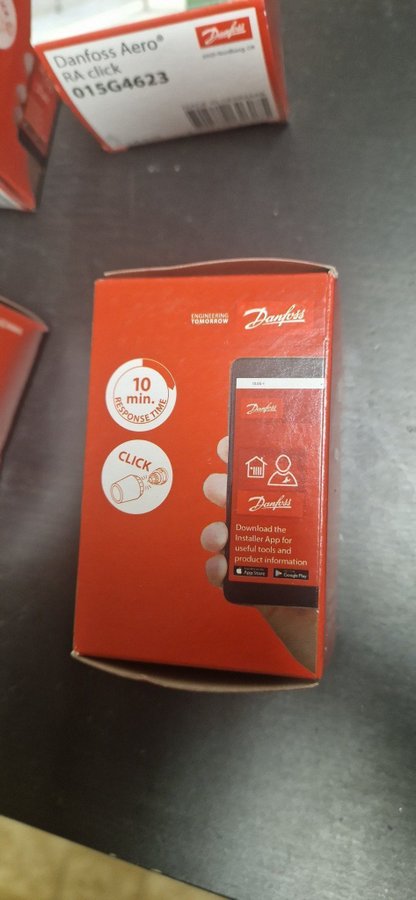 Danfoss Aero®
RA click
015G4623
Danfoss
ENGINEERING
TOMORROW
Danfoss
10
min.
RESPONSE TIME
CLICK
Danfoss
Danfoss
Download the
Installer App for
useful tools and
product information
App Store
Google Play